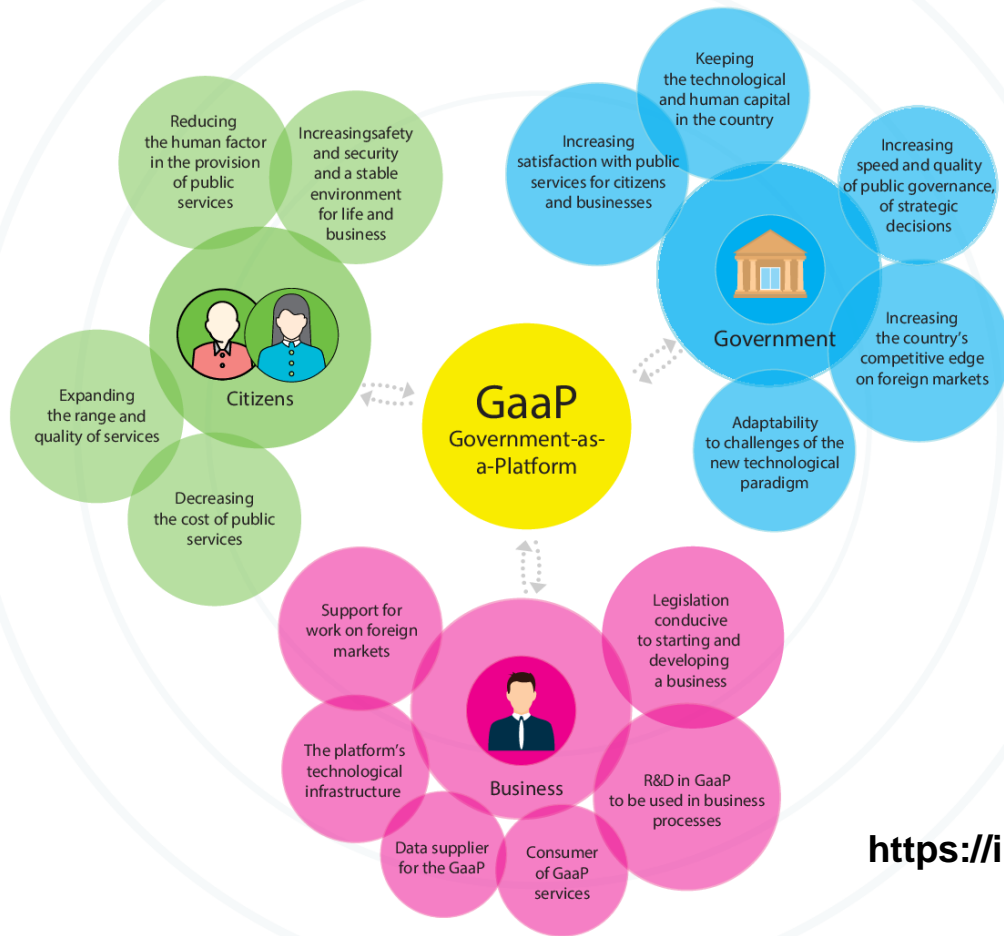 Reducing
the human factor
in the provision
of public
services
Increasingsafety
and security
and a stable
environment
for life and
business
Citizens
Expanding
the range and
quality of services
Decreasing
the cost of public
services
Keeping
the technological
and human capital
in the country
Increasing
satisfaction with public
services for citizens
and businesses
Increasing
speed and quality
of public governance,
of strategic
decisions
Government
Increasing
the country's
competitive edge
on foreign markets
Adaptability
to challenges of the
new technological
paradigm
GaaP
Government-as-
a-Platform
Support for
work on foreign
markets
Legislation
conducive
to starting and
developing
a business
The platform's
technological
infrastructure
Business
R&D in GaaP
to be used in business
processes
Data supplier
for the GaaP
Consumer
of GaaP
services
https://i